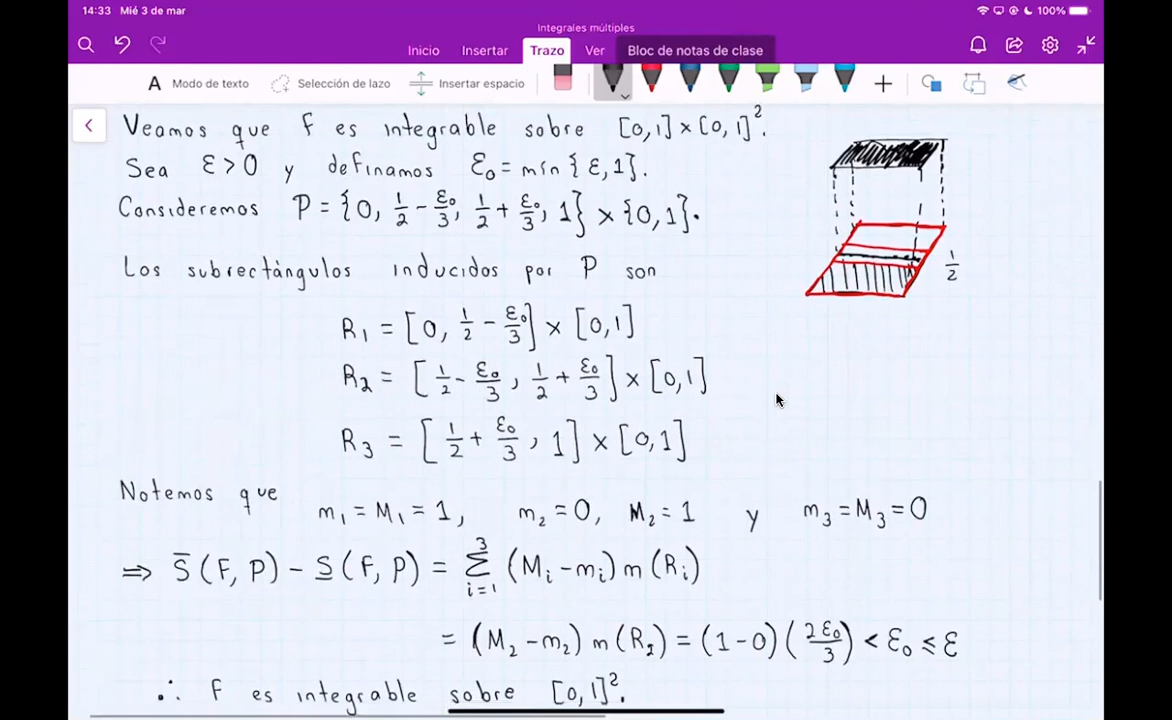 14:33 Mié 3 de mar
100%
Integrales múltiples
Inicio Insertar Trazo Ver Bloc de notas de clase
A Modo de texto Selección de lazo Insertar espacio
Veamos que f es integrable sobre [0,1]×[0,1]².
Sea ε>0 y definamos ε₀ = mín{ε,1}.
Consideremos P = {0, 1/2 - ε₀/3, 1/2 + ε₀/3, 1} × {0,1}.
1/2
Los subrectángulos inducidos por P son
R₁ = [0, 1/2 - ε₀/3] × [0,1]
R₂ = [1/2 - ε₀/3, 1/2 + ε₀/3] × [0,1]
R₃ = [1/2 + ε₀/3, 1] × [0,1]
Notemos que
m₁ = M₁ = 1, m₂ = 0, M₂ = 1 y m₃ = M₃ = 0
⇒ S̅(f,P) - S̲(f,P) = Σᵢ₌₁³ (Mᵢ - mᵢ) m(Rᵢ)
= (M₂ - m₂) m(R₂) = (1-0)(2ε₀/3) < ε₀ ≤ ε
∴ f es integrable sobre [0,1]².